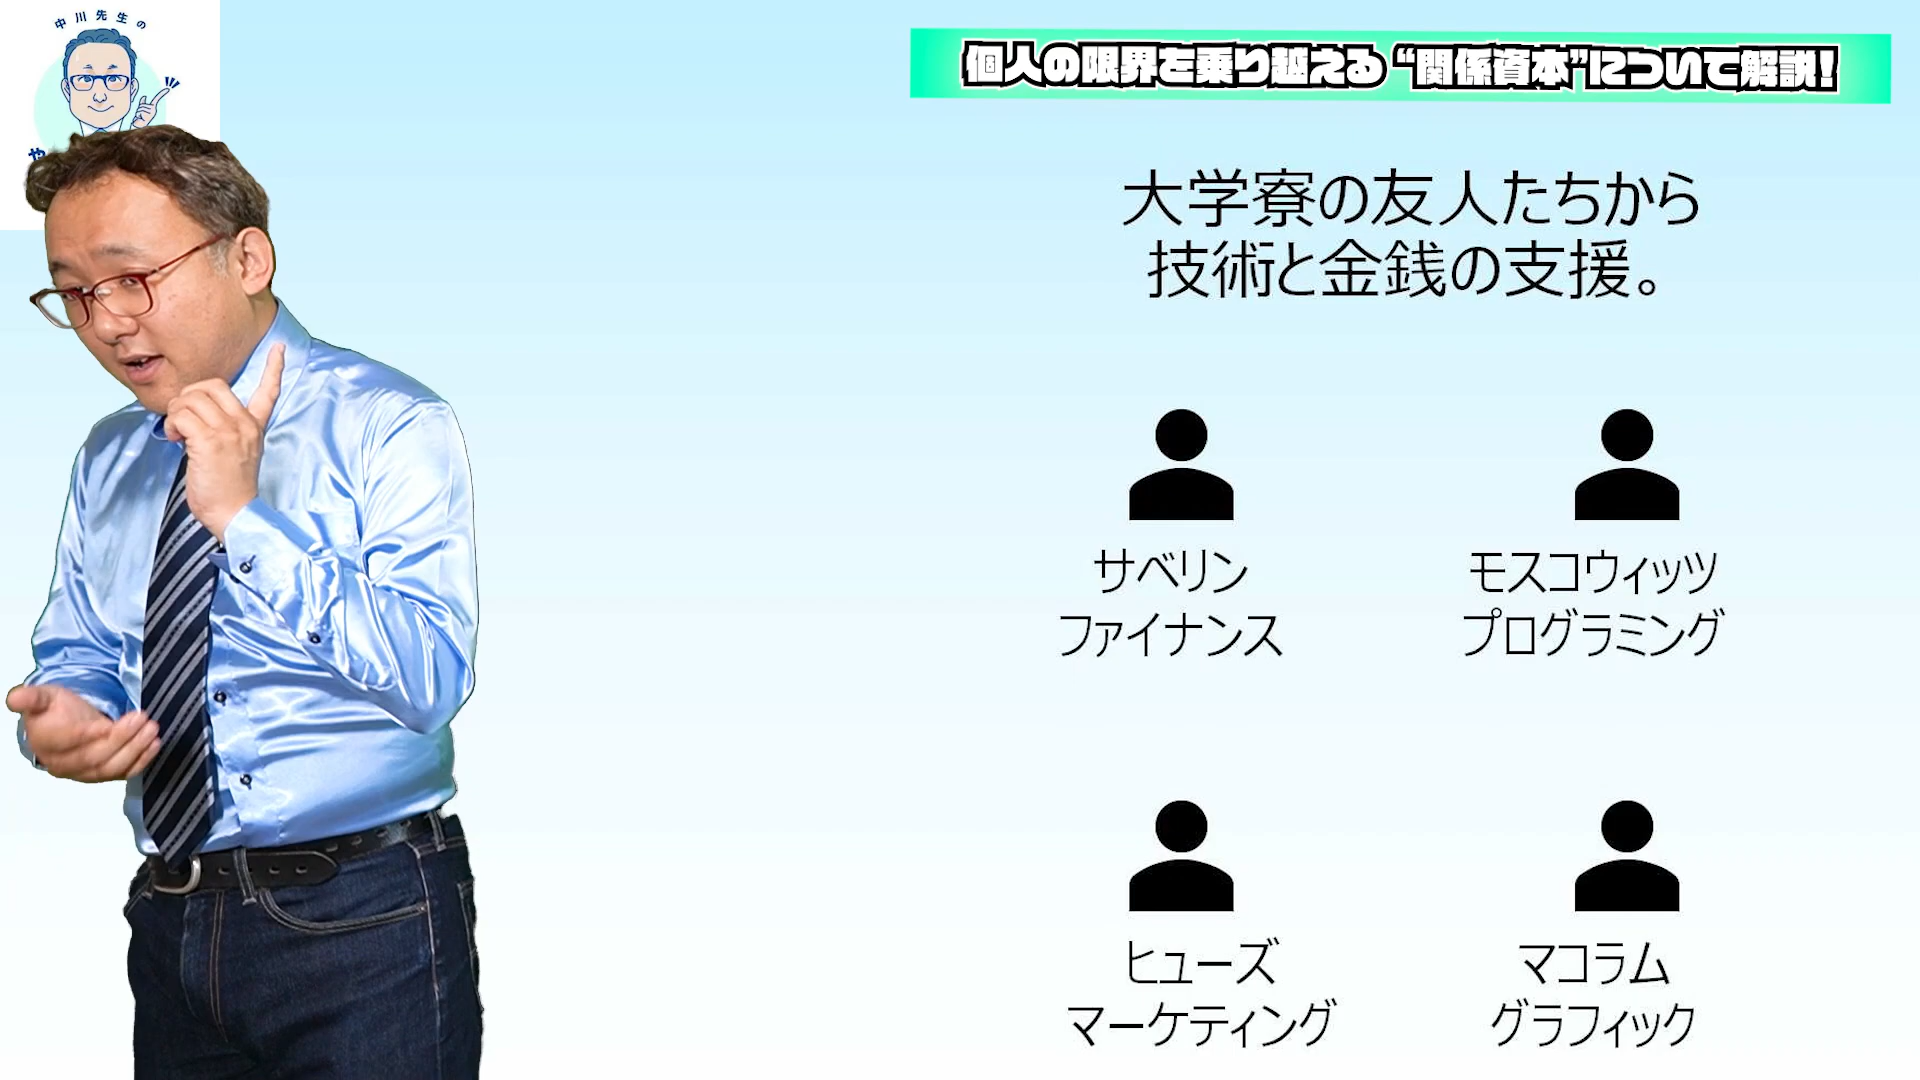 中川先生の
や
個人の限界を乗り越える“関係資本”について解説！
大学寮の友人たちから
技術と金銭の支援。
サベリン
ファイナンス
モスコウィッツ
プログラミング
ヒューズ
マーケティング
マコラム
グラフィック